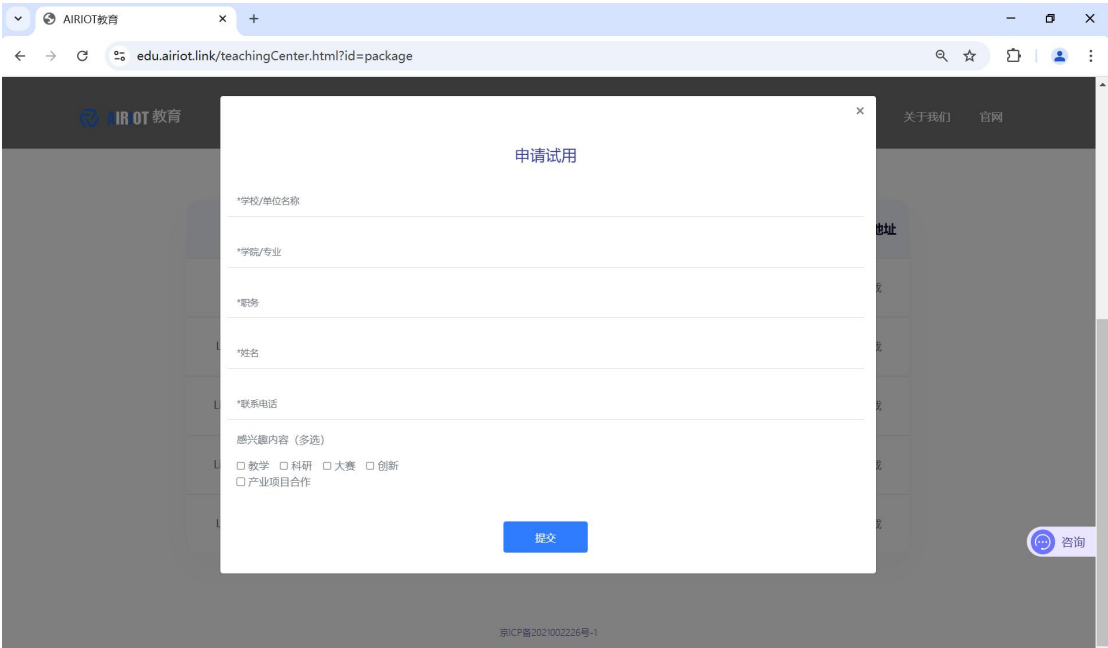 AIRIOT教育
edu.airiot.link/teachingCenter.html?id=package
IR OT 教育
关于我们 官网
申请试用
*学校/单位名称
*学院/专业
*职务
*姓名
*联系电话
感兴趣内容（多选）
教学 科研 大赛 创新
产业项目合作
提交
地址
咨询
京ICP备2021002226号-1